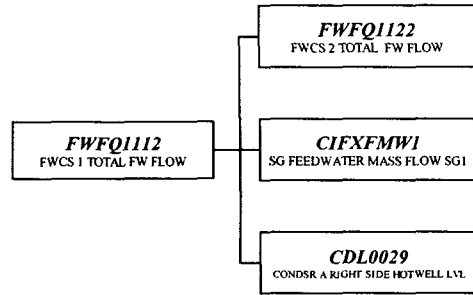 FWFQ1122
FWCS 2 TOTAL FW FLOW
FWFQ1112
FWCS 1 TOTAL FW FLOW
CIFXFMW1
SG FEEDWATER MASS FLOW SG1
CDL0029
CONDSR A RIGHT SIDE HOTWELL LVL